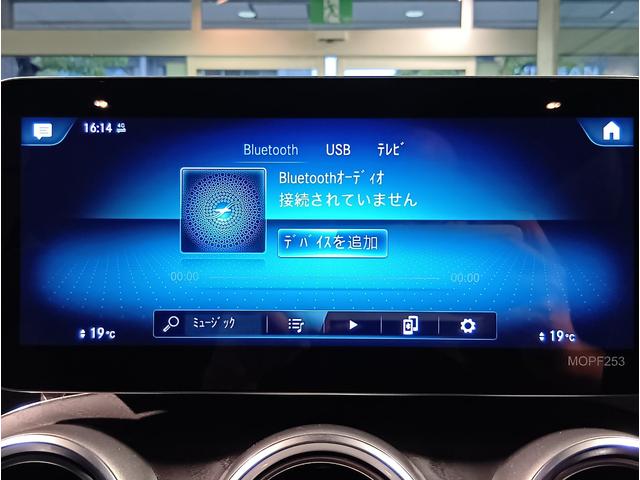 16:14 4G
Bluetooth USB ﾃﾚﾋﾞ
Bluetoothｵｰﾃﾞｨｵ
接続されていません
ﾃﾞﾊﾞｲｽを追加
00:00 00:00
ﾐｭｰｼﾞｯｸ
19℃ 19℃
MOPF253